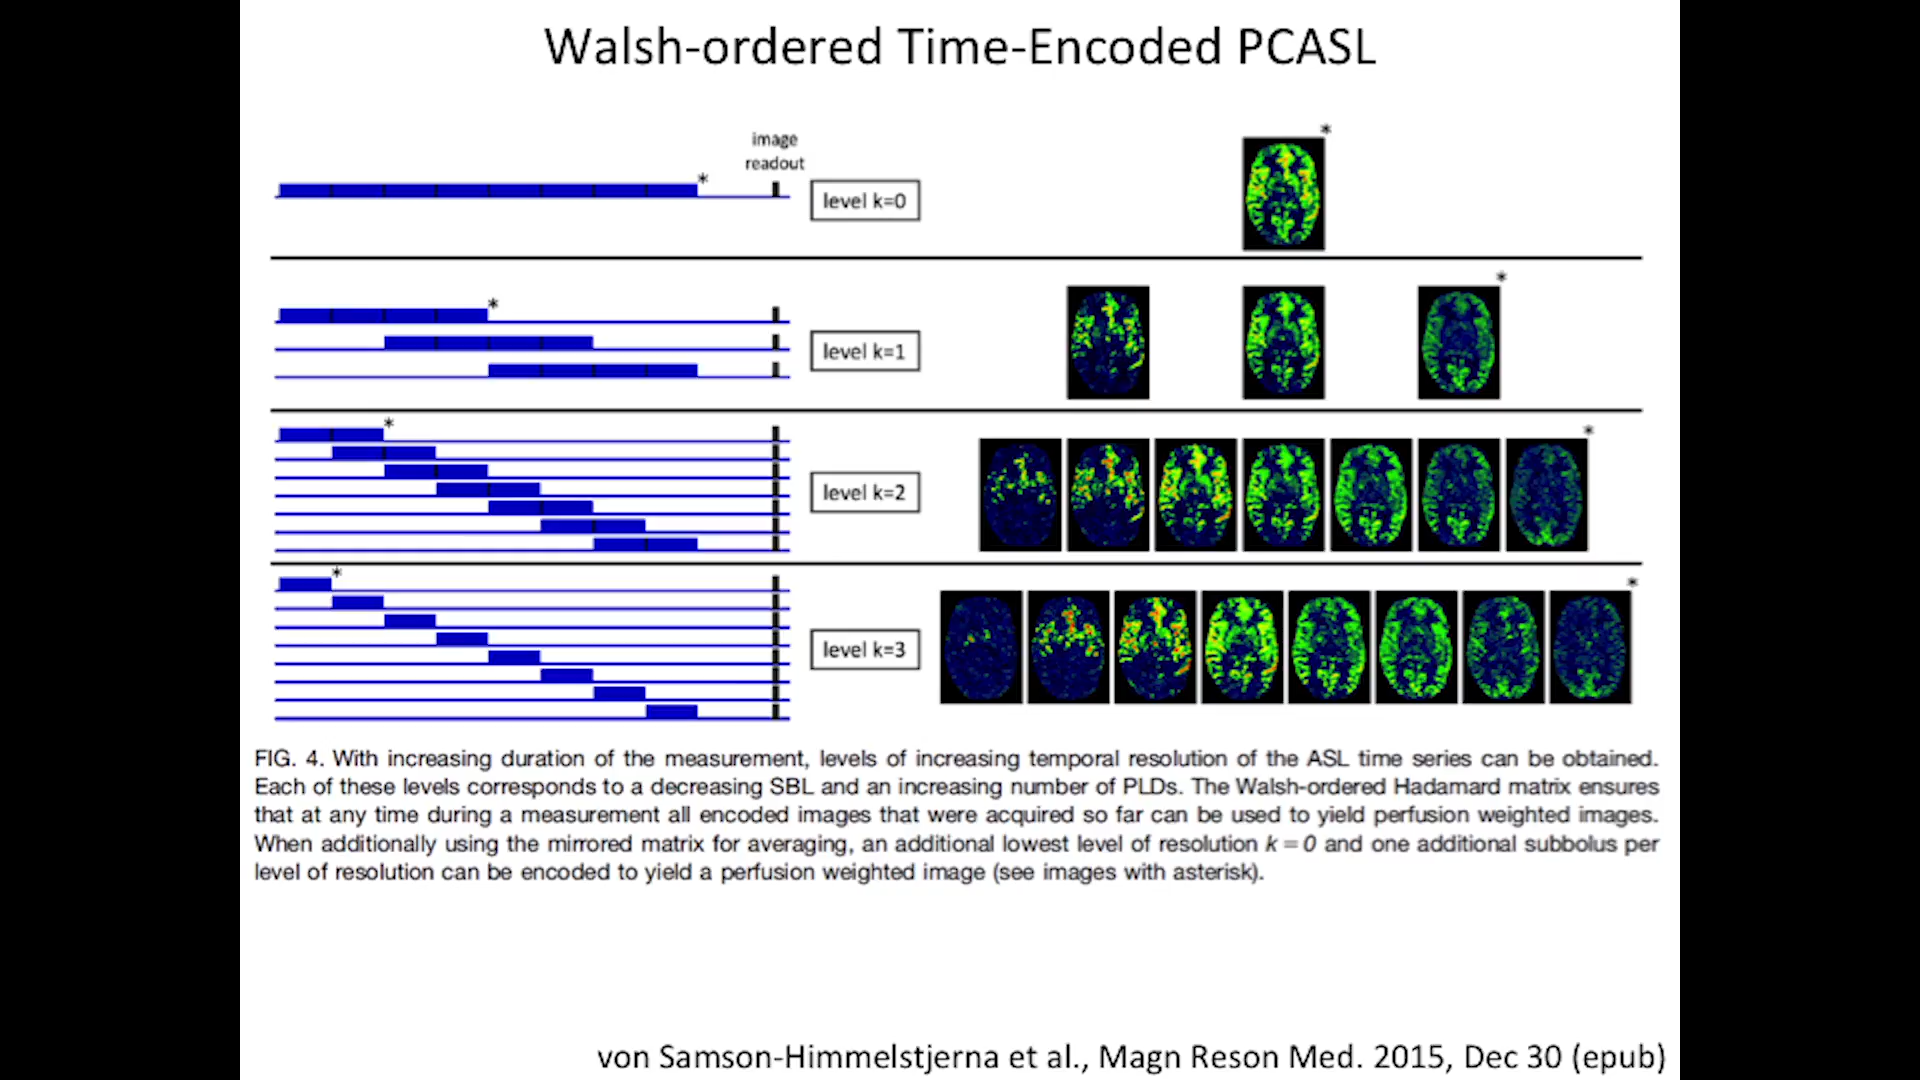 Walsh-ordered Time-Encoded PCASL
image
readout
*
*
level k=0
*
*
level k=1
*
*
level k=2
*
*
level k=3
FIG. 4. With increasing duration of the measurement, levels of increasing temporal resolution of the ASL time series can be obtained.
Each of these levels corresponds to a decreasing SBL and an increasing number of PLDs. The Walsh-ordered Hadamard matrix ensures
that at any time during a measurement all encoded images that were acquired so far can be used to yield perfusion weighted images.
When additionally using the mirrored matrix for averaging, an additional lowest level of resolution k = 0 and one additional subbolus per
level of resolution can be encoded to yield a perfusion weighted image (see images with asterisk).
von Samson-Himmelstjerna et al., Magn Reson Med. 2015, Dec 30 (epub)